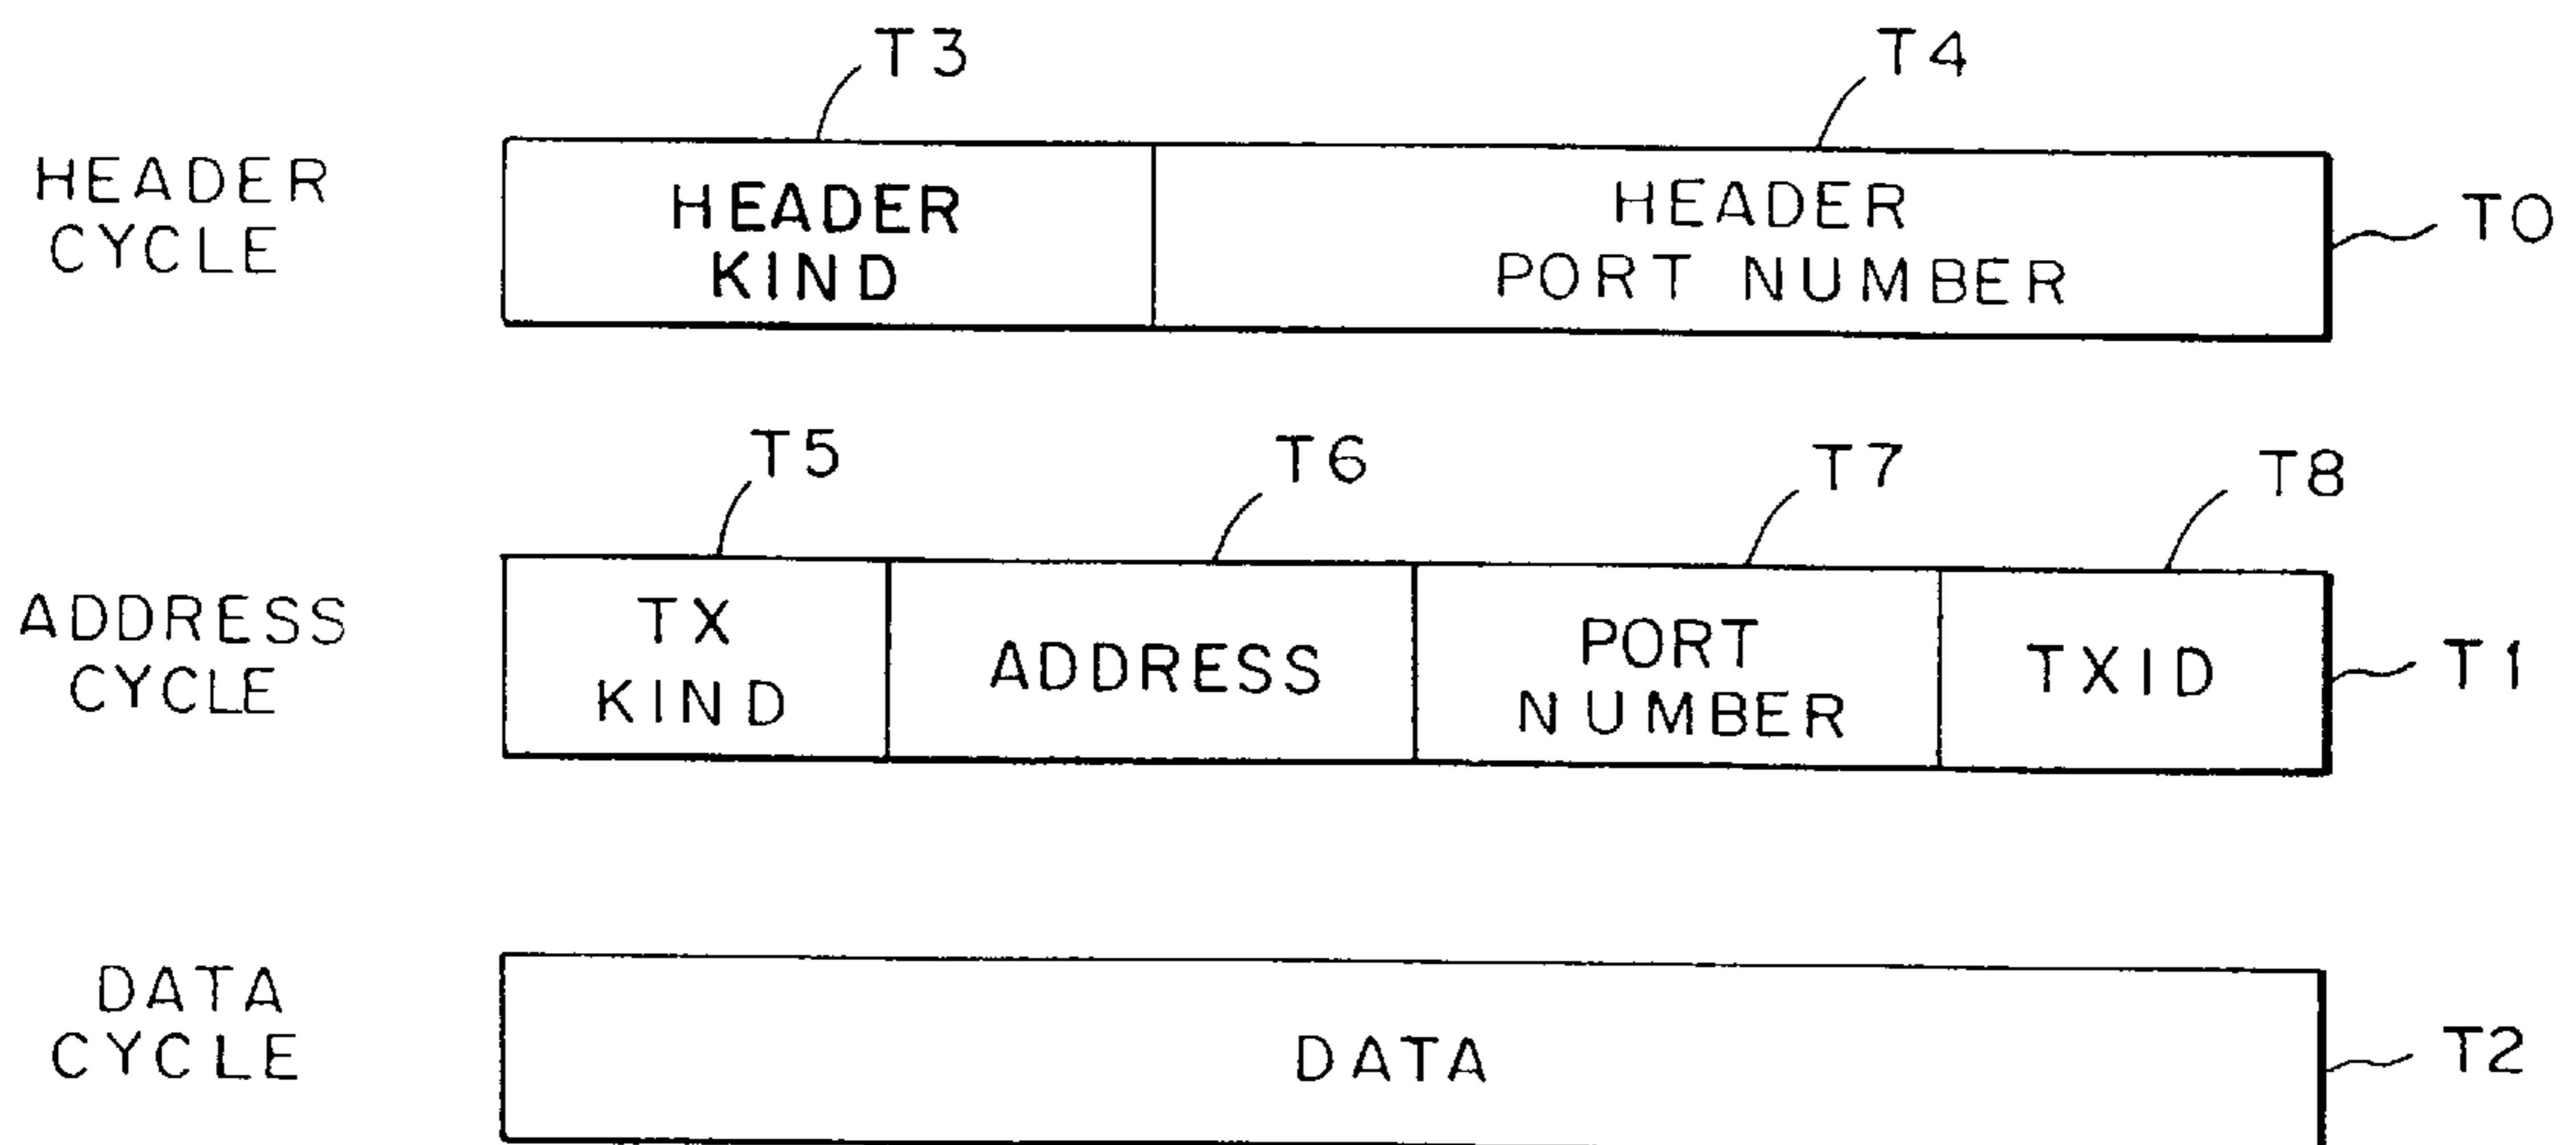 T3
T4
HEADER
CYCLE
HEADER
KIND
HEADER
PORT NUMBER
T0
T5
T6
T7
T8
ADDRESS
CYCLE
TX
KIND
ADDRESS
PORT
NUMBER
TXID
T1
DATA
CYCLE
DATA
T2